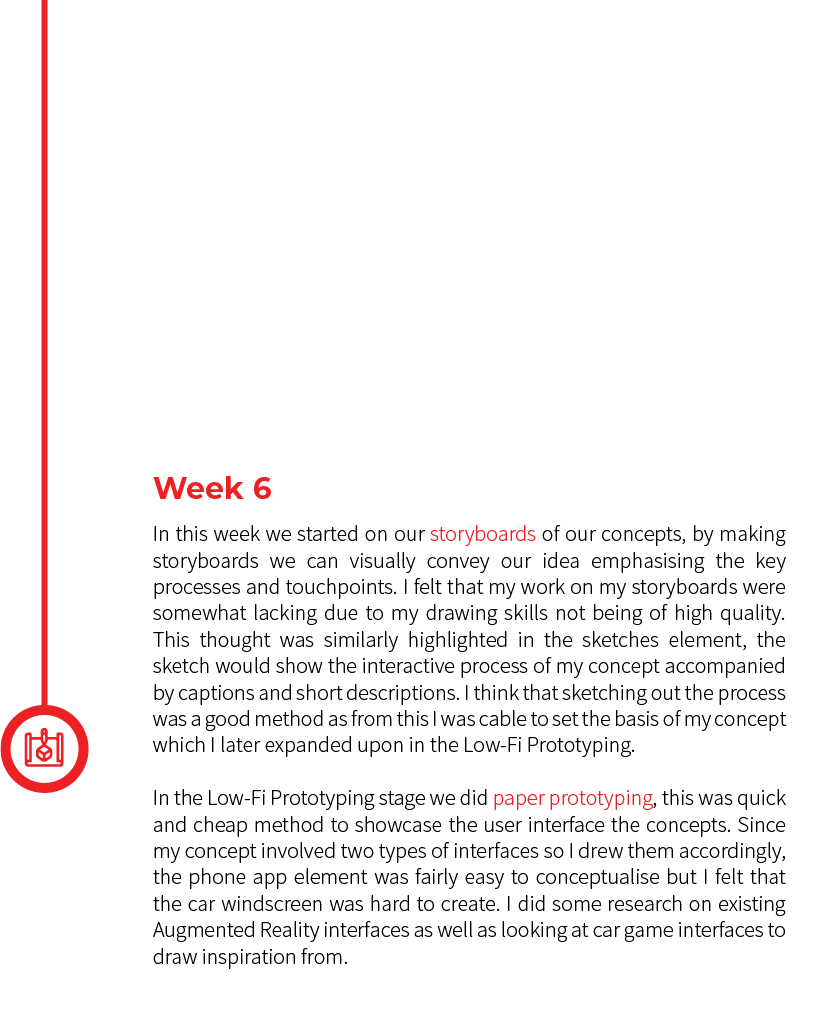 Week 6
In this week we started on our storyboards of our concepts, by making
storyboards we can visually convey our idea emphasising the key
processes and touchpoints. I felt that my work on my storyboards were
somewhat lacking due to my drawing skills not being of high quality.
This thought was similarly highlighted in the sketches element, the
sketch would show the interactive process of my concept accompanied
by captions and short descriptions. I think that sketching out the process
was a good method as from this I was cable to set the basis of my concept
which I later expanded upon in the Low-Fi Prototyping.
In the Low-Fi Prototyping stage we did paper prototyping, this was quick
and cheap method to showcase the user interface the concepts. Since
my concept involved two types of interfaces so I drew them accordingly,
the phone app element was fairly easy to conceptualise but I felt that
the car windscreen was hard to create. I did some research on existing
Augmented Reality interfaces as well as looking at car game interfaces to
draw inspiration from.